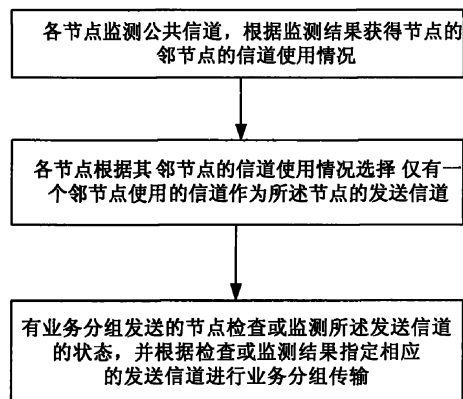 各节点监测公共信道，根据监测结果获得节点的
邻节点的信道使用情况
各节点根据其邻节点的信道使用情况选择仅有一
个邻节点使用的信道作为所述节点的发送信道
有业务分组发送的节点检查或监测所述发送信道
的状态，并根据检查或监测结果指定相应
的发送信道进行业务分组传输